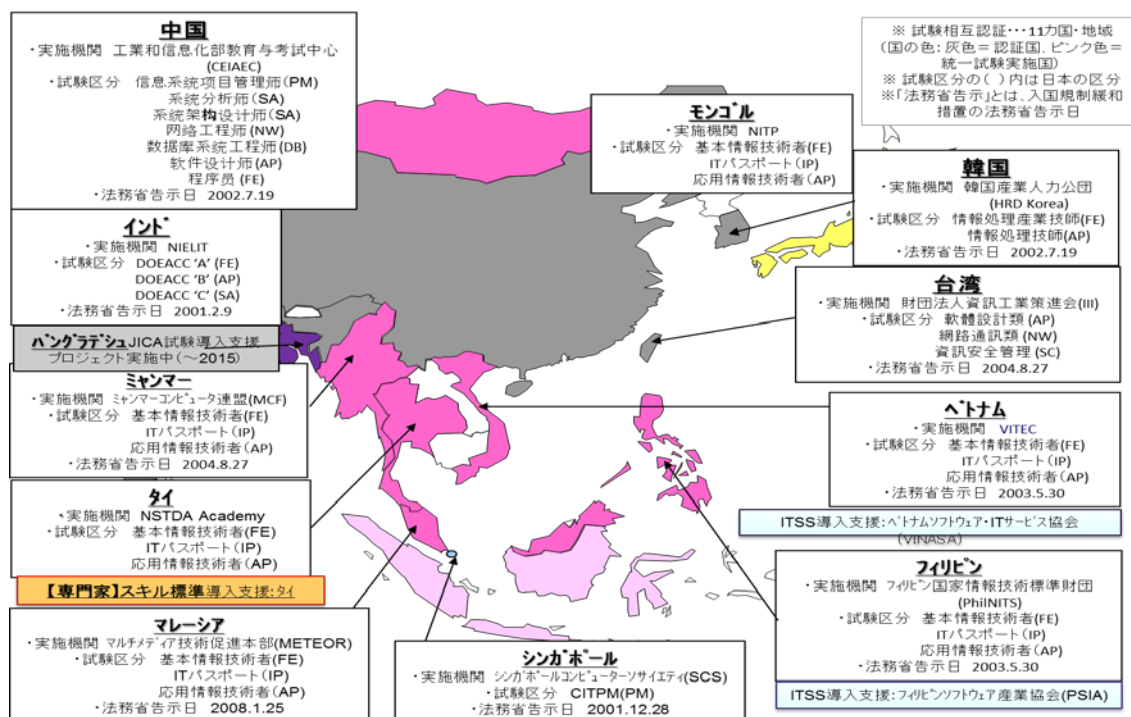 中国
・実施機関 工業和信息化部教育与考試中心
(CEIAEC)
・試験区分 信息系统项目管理师(PM)
系统分析师(SA)
系统架构设计师(SA)
网络工程师(NW)
数据库系统工程师(DB)
软件设计师(AP)
程序员(FE)
・法務省告示日 2002.7.19
※ 試験相互認証・・・11カ国・地域
(国の色:灰色=認証国、ピンク色=
統一試験実施国)
※ 試験区分の( )内は日本の区分
※「法務省告示」とは、入国規制緩和
措置の法務省告示日
モンゴル
・実施機関 NITP
・試験区分 基本情報技術者(FE)
ITパスポート(IP)
応用情報技術者(AP)
韓国
・実施機関 韓国産業人力公団
(HRD Korea)
・試験区分 情報処理産業技師(FE)
情報処理技師(AP)
・法務省告示日 2002.7.19
インド
・実施機関 NIELIT
・試験区分 DOEACC 'A' (FE)
DOEACC 'B' (AP)
DOEACC 'C' (SA)
・法務省告示日 2001.2.9
台湾
・実施機関 財団法人資訊工業策進会(III)
・試験区分 軟體設計類(AP)
網路通訊類(NW)
資訊安全管理(SC)
・法務省告示日 2004.8.27
バングラデシュJICA試験導入支援
プロジェクト実施中(~2015)
ミャンマー
・実施機関 ミャンマーコンピュータ連盟(MCF)
・試験区分 基本情報技術者(FE)
ITパスポート(IP)
応用情報技術者(AP)
・法務省告示日 2004.8.27
ベトナム
・実施機関 VITEC
・試験区分 基本情報技術者(FE)
ITパスポート(IP)
応用情報技術者(AP)
・法務省告示日 2003.5.30
ITSS導入支援:ベトナムソフトウェア・ITサービス協会
(VINASA)
タイ
・実施機関 NSTDA Academy
・試験区分 基本情報技術者(FE)
ITパスポート(IP)
応用情報技術者(AP)
【専門家】スキル標準導入支援:タイ
フィリピン
・実施機関 フィリピン国家情報技術標準財団
(PhilNITS)
・試験区分 基本情報技術者(FE)
ITパスポート(IP)
応用情報技術者(AP)
・法務省告示日 2003.5.30
ITSS導入支援:フィリピンソフトウェア産業協会(PSIA)
マレーシア
・実施機関 マルチメディア技術促進本部(METEOR)
・試験区分 基本情報技術者(FE)
ITパスポート(IP)
応用情報技術者(AP)
・法務省告示日 2008.1.25
シンガポール
・実施機関 シンガポールコンピューターソサイエティ(SCS)
・試験区分 CITPM(PM)
・法務省告示日 2001.12.28